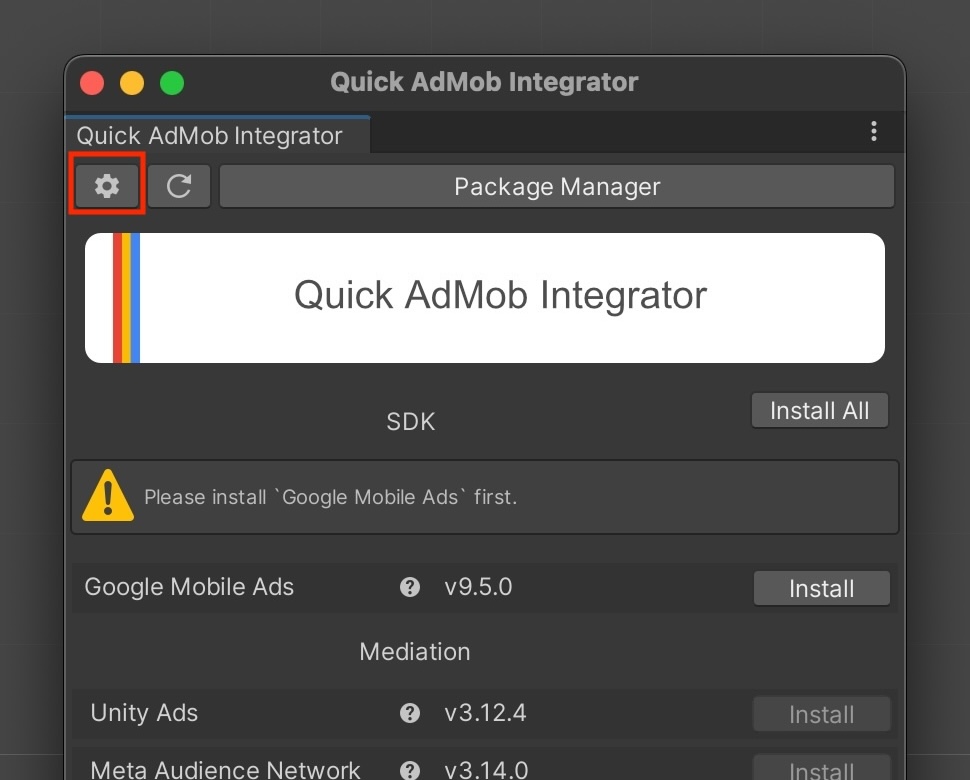 Quick AdMob Integrator
Quick AdMob Integrator
Package Manager
Quick AdMob Integrator
SDK
Install All
Please install `Google Mobile Ads` first.
Google Mobile Ads ? v9.5.0 Install
Mediation
Unity Ads ? v3.12.4 Install
Meta Audience Network ? v3.14.0 Install